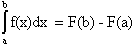 b
∫f(x)dx = F(b) - F(a)
a